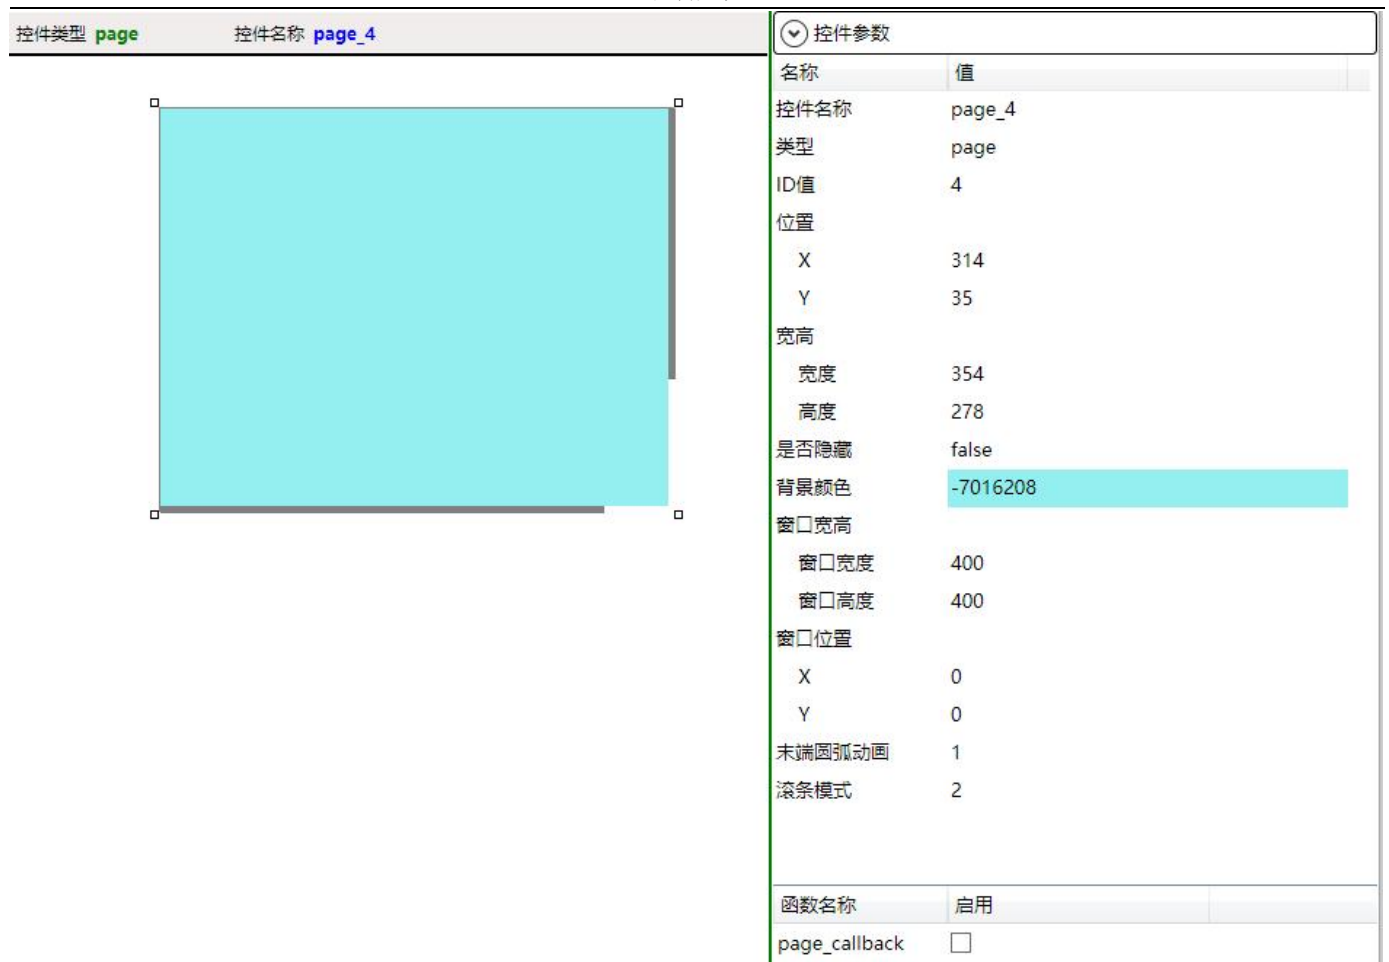 控件类型 page 控件名称 page_4
控件参数
名称 值
控件名称 page_4
类型 page
ID值 4
位置
X 314
Y 35
宽高
宽度 354
高度 278
是否隐藏 false
背景颜色 -7016208
窗口宽高
窗口宽度 400
窗口高度 400
窗口位置
X 0
Y 0
末端圆弧动画 1
滚条模式 2
函数名称 启用
page_callback